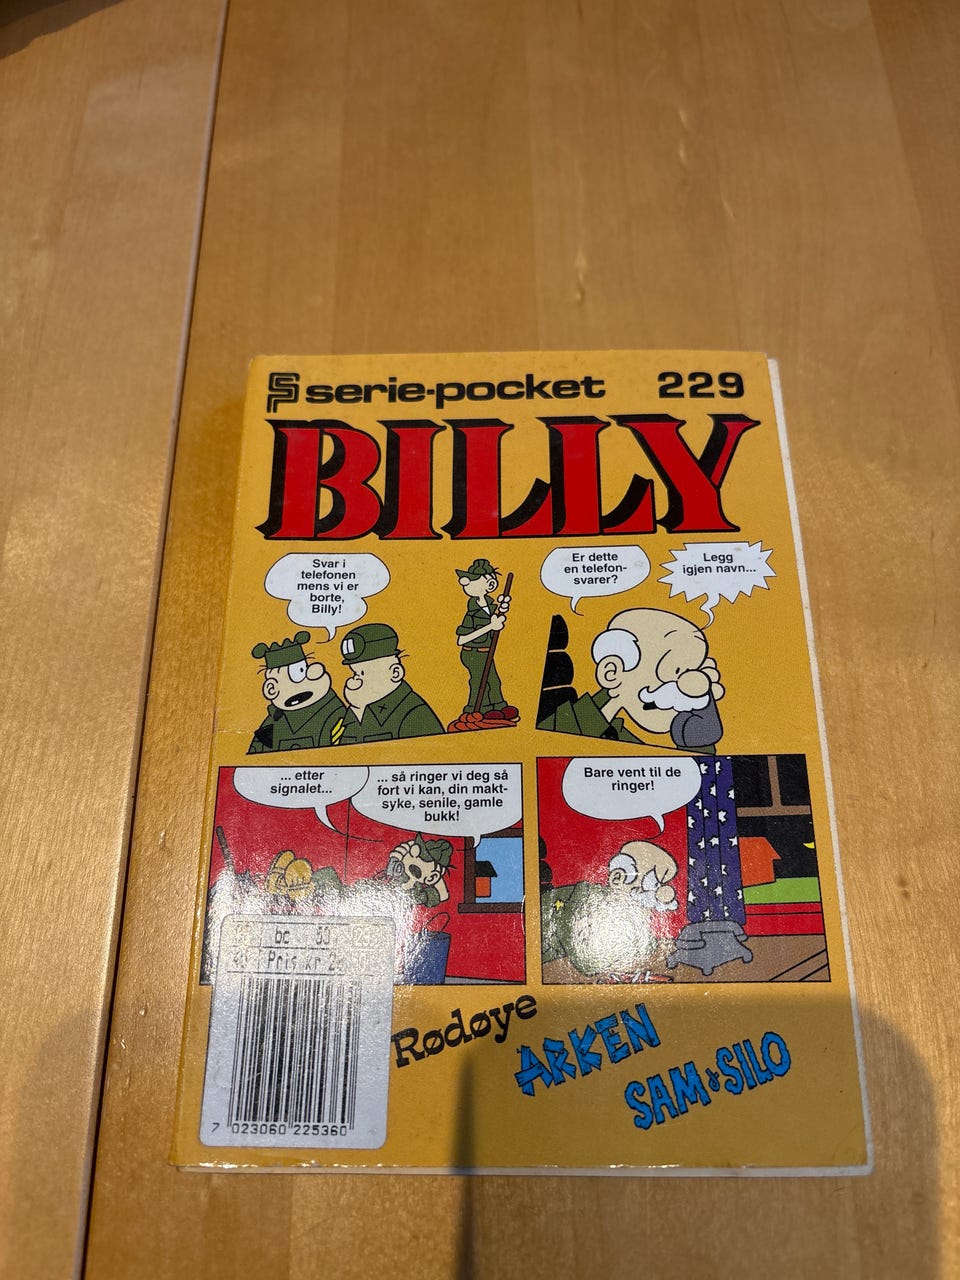 serie-pocket 229
BILLY
Svar i
telefonen
mens vi er
borte,
Billy!
Er dette
en telefon-
svarer?
Legg
igjen navn...
... etter
signalet...
... så ringer vi deg så
fort vi kan, din makt-
syke, senile, gamle
bukk!
Bare vent til de
ringer!
bc
Pris kr
7 023060 225360
Rødøye
ARKEN
SAM & SILO